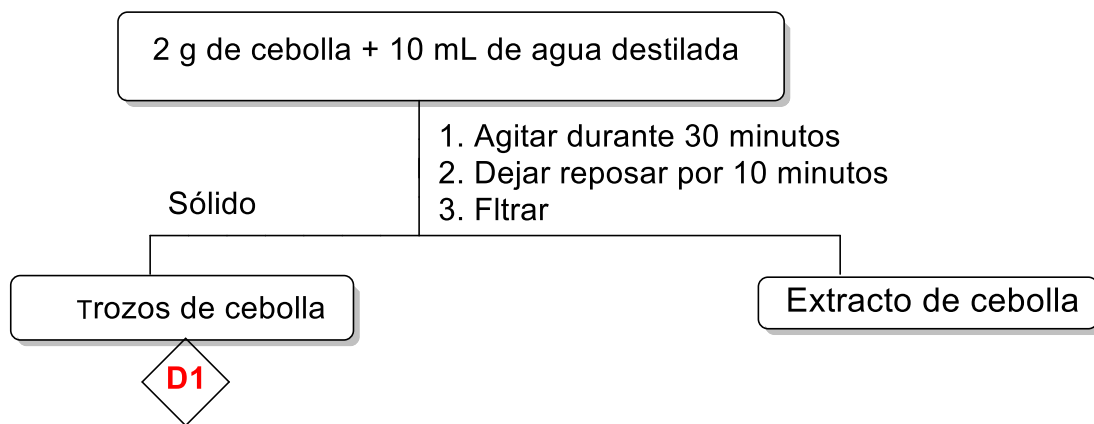 2 g de cebolla + 10 mL de agua destilada
1. Agitar durante 30 minutos
2. Dejar reposar por 10 minutos
3. Fltrar
Sólido
Trozos de cebolla
Extracto de cebolla
D1